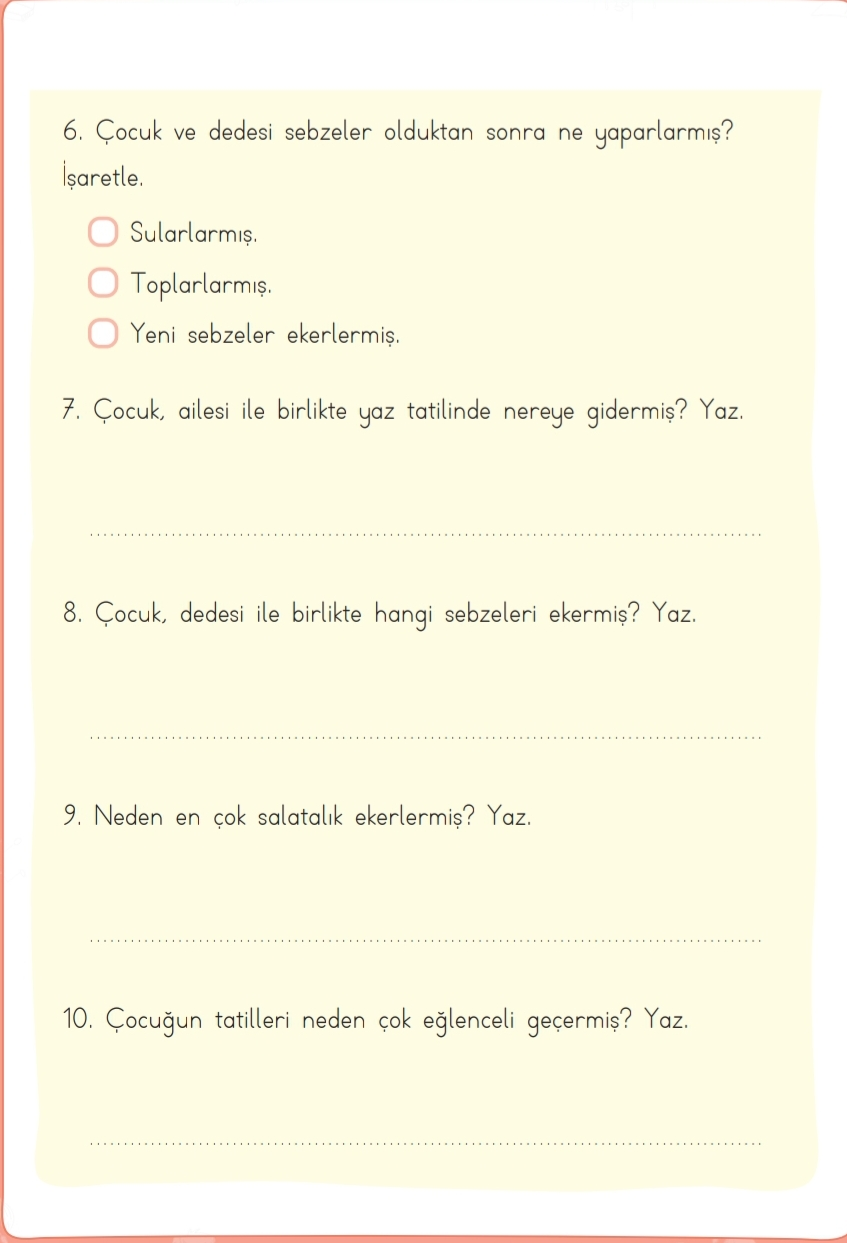 6. Çocuk ve dedesi sebzeler olduktan sonra ne yaparlarmış?
İşaretle.
Sularlarmış.
Toplarlarmış.
Yeni sebzeler ekerlermiş.
7. Çocuk, ailesi ile birlikte yaz tatilinde nereye gidermiş? Yaz.
8. Çocuk, dedesi ile birlikte hangi sebzeleri ekermiş? Yaz.
9. Neden en çok salatalık ekerlermiş? Yaz.
10. Çocuğun tatilleri neden çok eğlenceli geçermiş? Yaz.